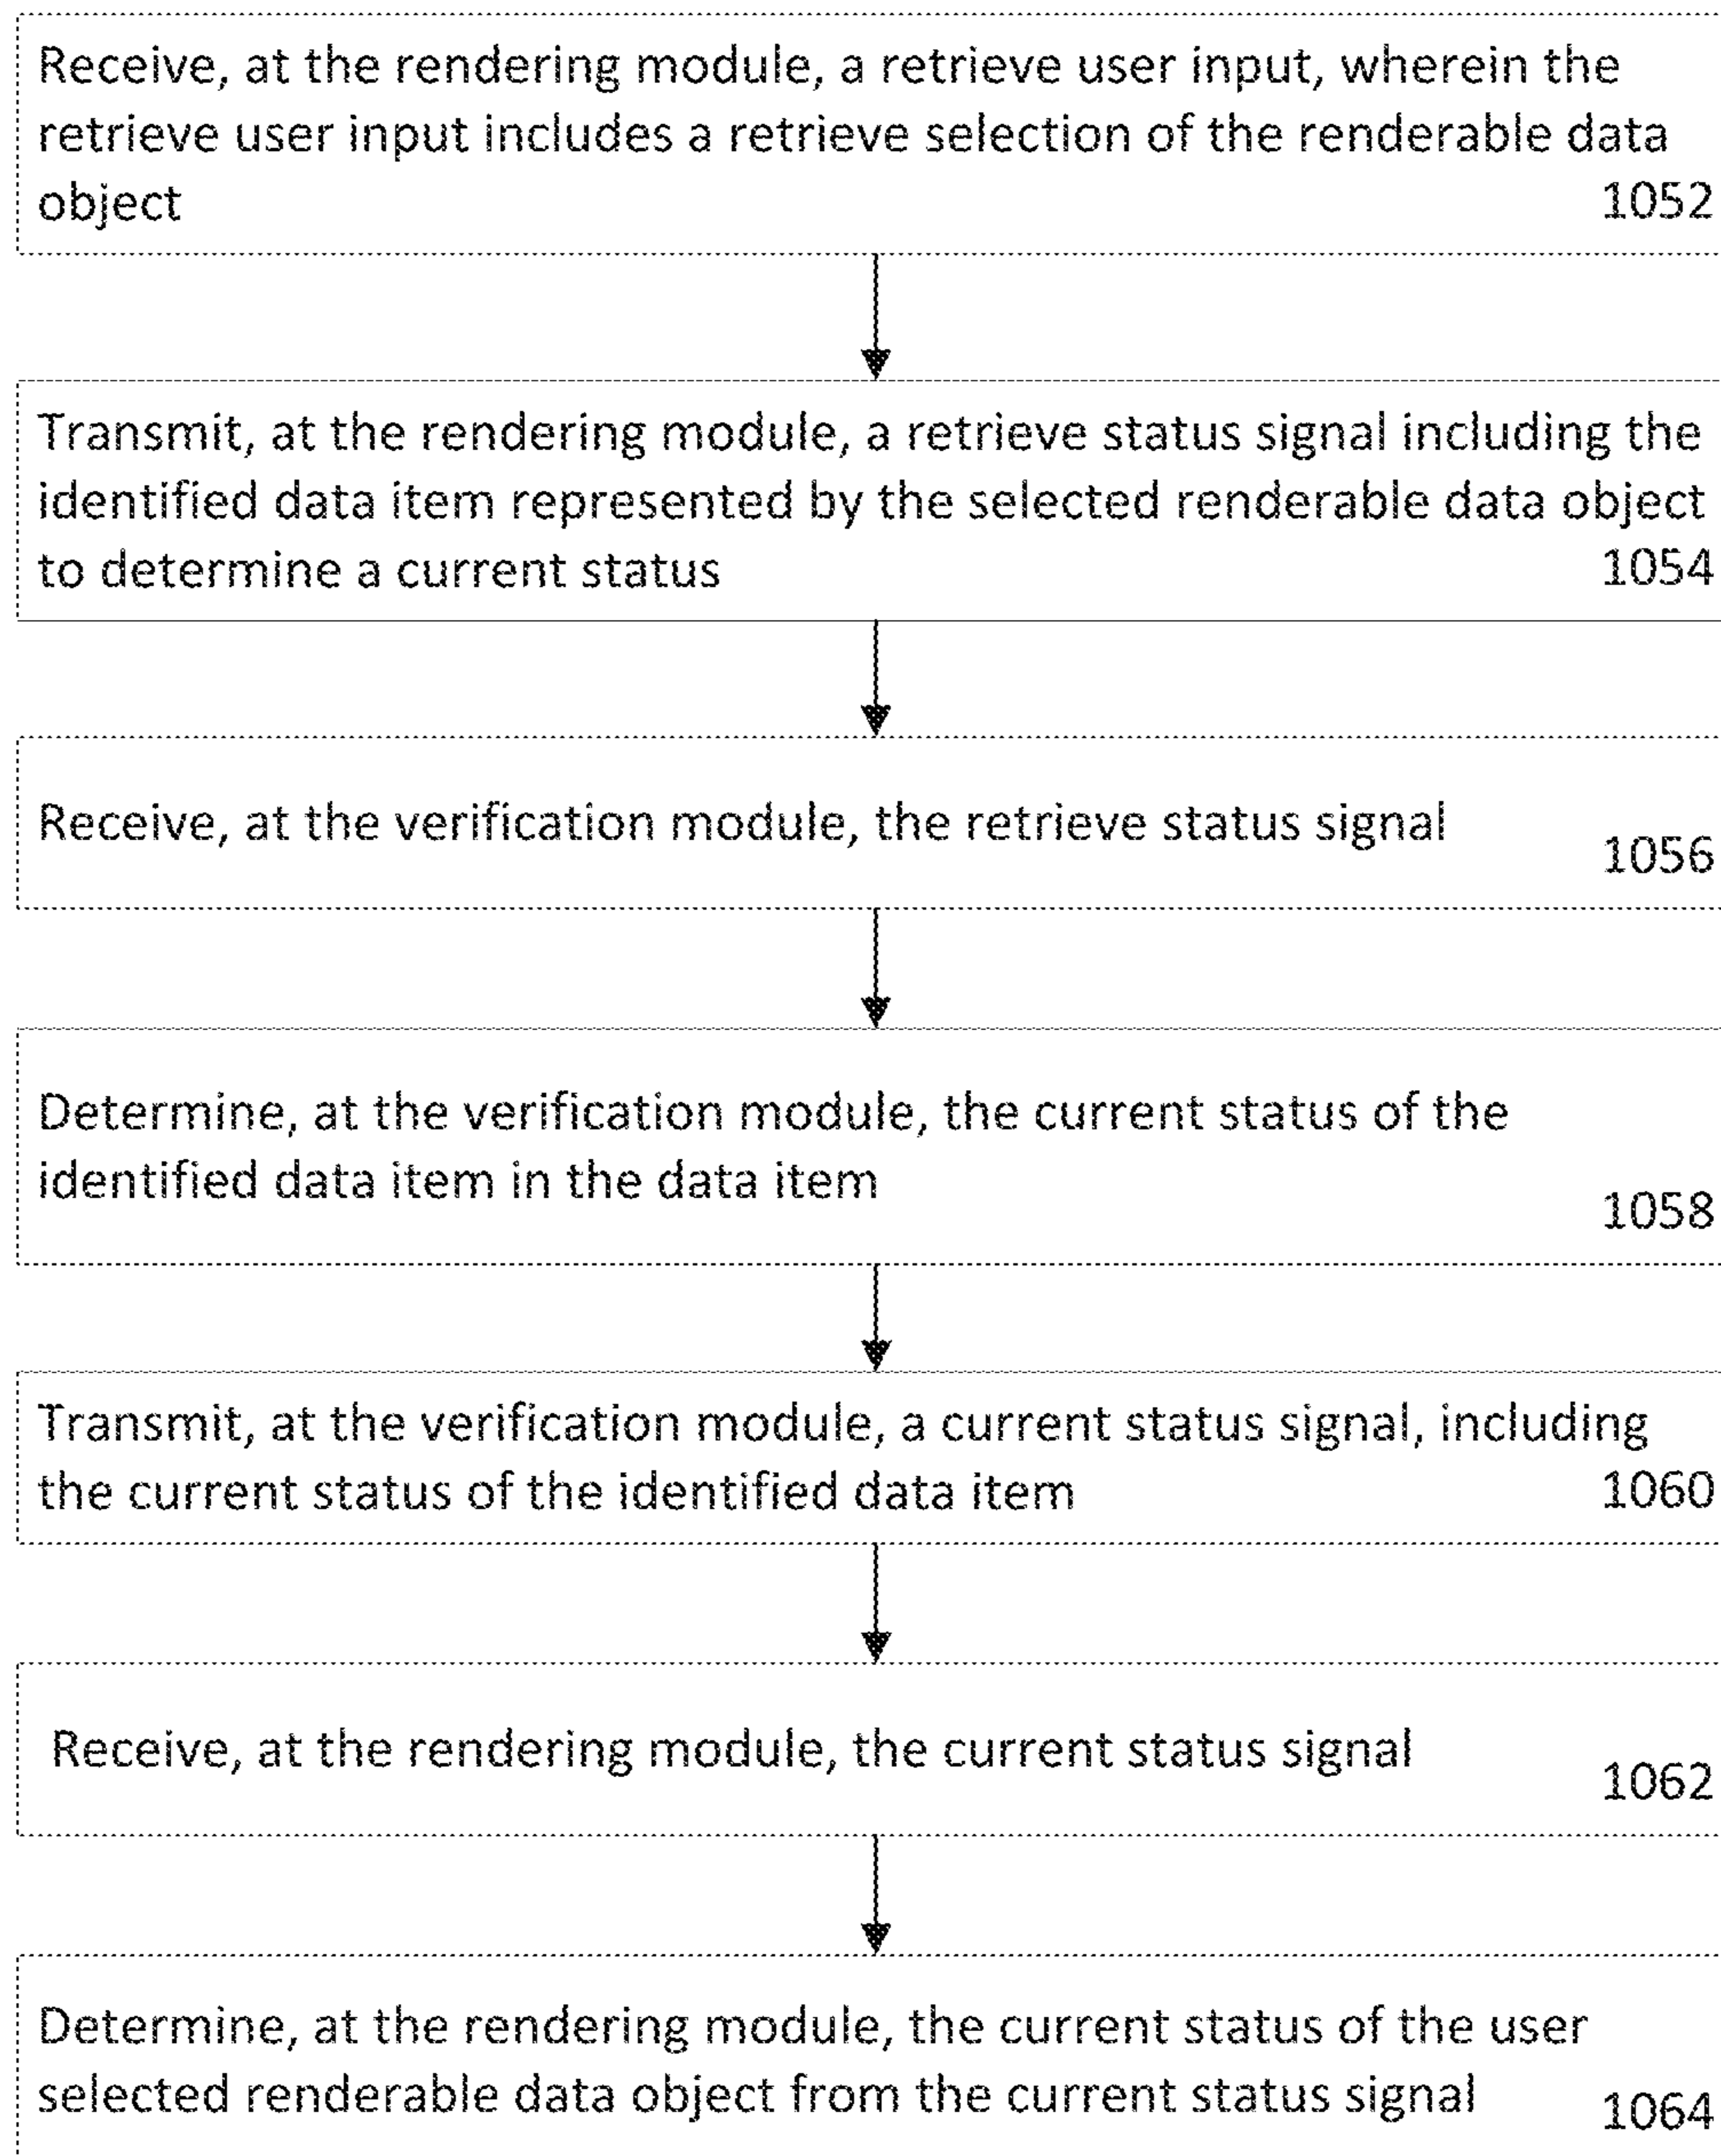 Receive, at the rendering module, a retrieve user input, wherein the
retrieve user input includes a retrieve selection of the renderable data
object 1052
Transmit, at the rendering module, a retrieve status signal including the
identified data item represented by the selected renderable data object
to determine a current status 1054
Receive, at the verification module, the retrieve status signal
1056
Determine, at the verification module, the current status of the
identified data item in the data item
1058
Transmit, at the verification module, a current status signal, including
the current status of the identified data item 1060
Receive, at the rendering module, the current status signal
1062
Determine, at the rendering module, the current status of the user
selected renderable data object from the current status signal 1064